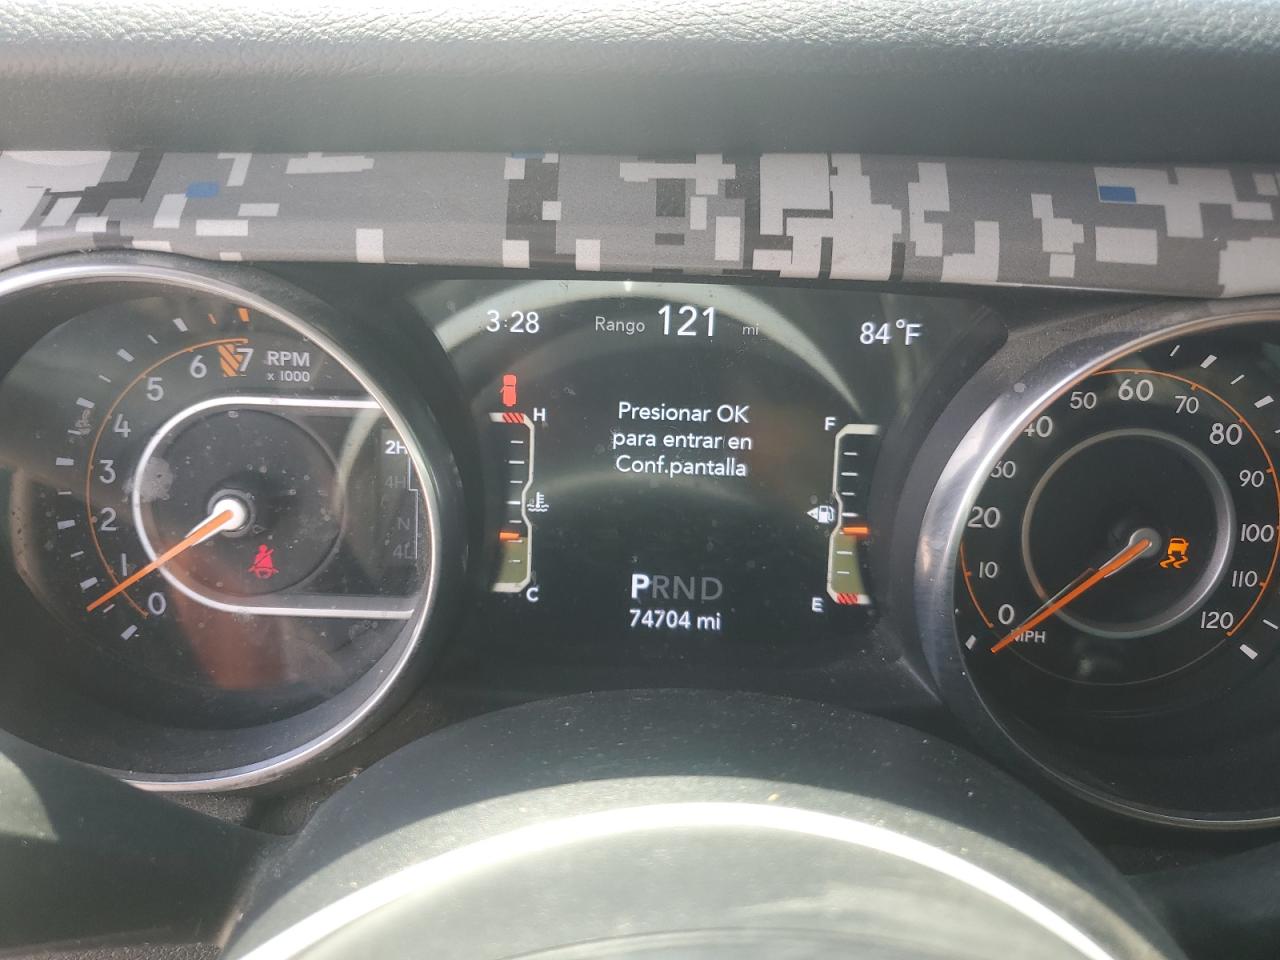 3:28 Rango 121 mi 84°F
7 RPM
x 1000
6
5
4
3
2
1
0
2H
4H
N
4L
H
C
Presionar OK
para entrar en
Conf.pantalla
PRND
74704 mi
F
E
0
10
20
30
40
50
60
70
80
90
100
110
120
MPH